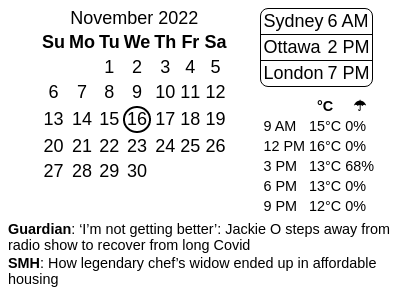 November 2022
Su Mo Tu We Th Fr Sa
1 2 3 4 5
6 7 8 9 10 11 12
13 14 15 16 17 18 19
20 21 22 23 24 25 26
27 28 29 30
Sydney 6 AM
Ottawa 2 PM
London 7 PM
°C ☂
9 AM 15°C 0%
12 PM 16°C 0%
3 PM 13°C 68%
6 PM 13°C 0%
9 PM 12°C 0%
Guardian: ‘I’m not getting better’: Jackie O steps away from
radio show to recover from long Covid
SMH: How legendary chef’s widow ended up in affordable
housing